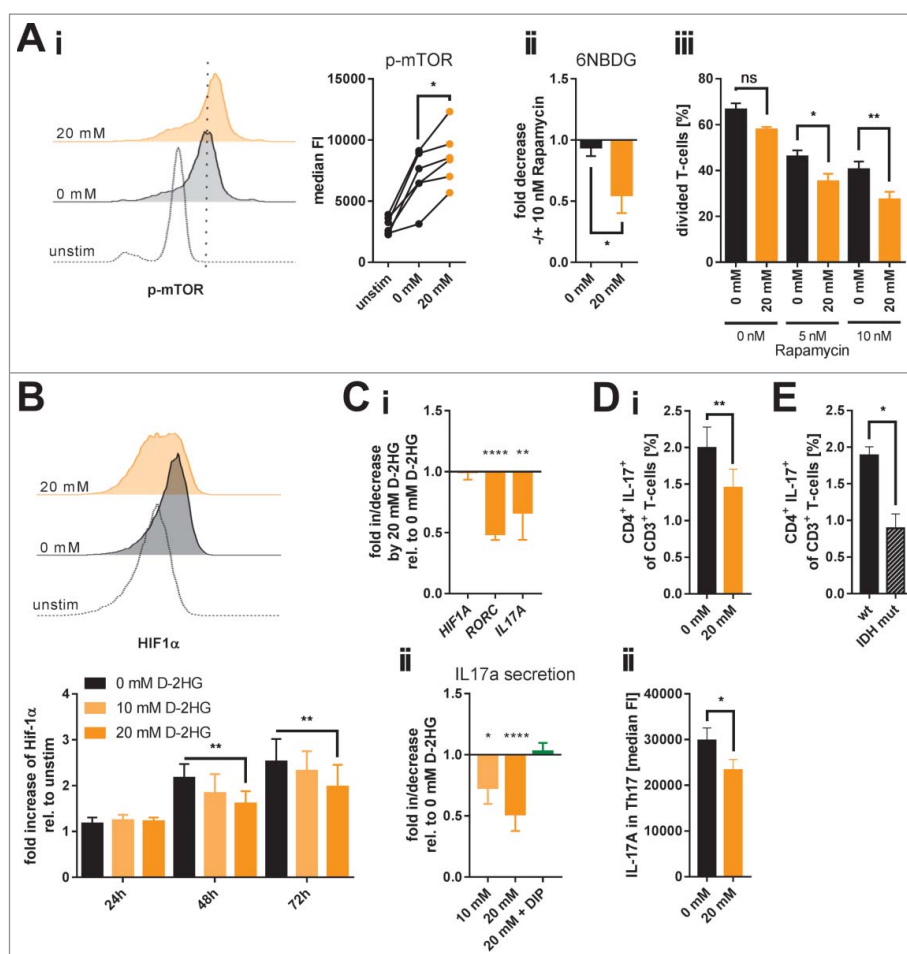 A i
20 mM
0 mM
unstim
p-mTOR
p-mTOR
median FI
15000
10000
5000
0
*
unstim
0 mM
20 mM
ii
6NBDG
fold decrease
-/+ 10 nM Rapamycin
1.5
1.0
0.5
0.0
*
0 mM
20 mM
iii
divided T-cells [%]
80
60
40
20
0
ns
*
**
0 mM
20 mM
0 mM
20 mM
0 mM
20 mM
0 nM
5 nM
10 nM
Rapamycin
B
20 mM
0 mM
unstim
HIF1α
fold increase of Hif-1α
rel. to unstim
4
3
2
1
0
0 mM D-2HG
10 mM D-2HG
20 mM D-2HG
**
**
24h
48h
72h
C i
fold in/decrease
by 20 mM D-2HG
rel. to 0 mM D-2HG
1.5
1.0
0.5
0.0
****
**
HIF1A
RORC
IL17A
ii
IL17a secretion
fold in/decrease
rel. to 0 mM D-2HG
1.5
1.0
0.5
0.0
*
****
10 mM
20 mM
20 mM + DIP
D i
CD4+ IL-17+
of CD3+ T-cells [%]
2.5
2.0
1.5
1.0
0.5
0.0
**
0 mM
20 mM
ii
IL-17A in Th17 [median FI]
40000
30000
20000
10000
0
*
0 mM
20 mM
E
CD4+ IL-17+
of CD3+ T-cells [%]
2.5
2.0
1.5
1.0
0.5
0.0
*
wt
IDH mut